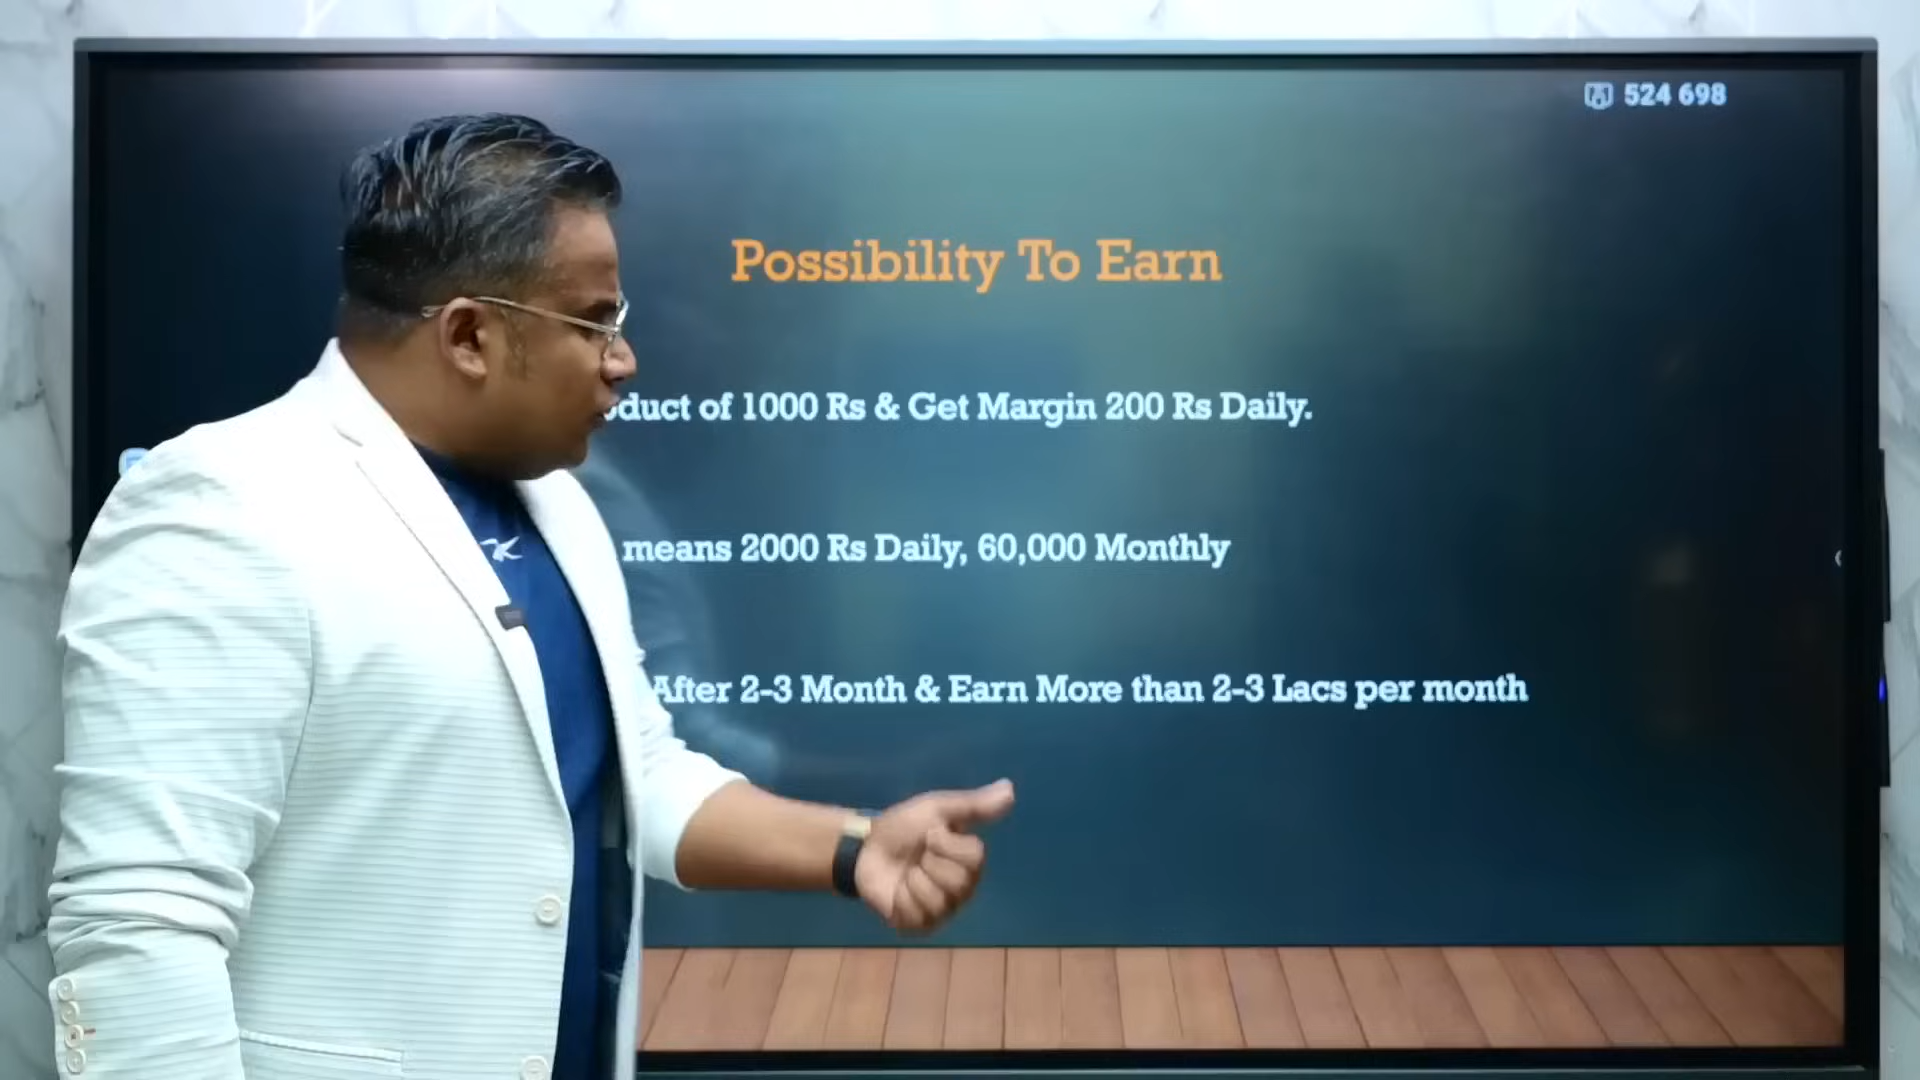 524 698
Possibility To Earn
of 1000 Rs & Get Margin 200 Rs Daily.
means 2000 Rs Daily, 60,000 Monthly
After 2-3 Month & Earn More than 2-3 Lacs per month